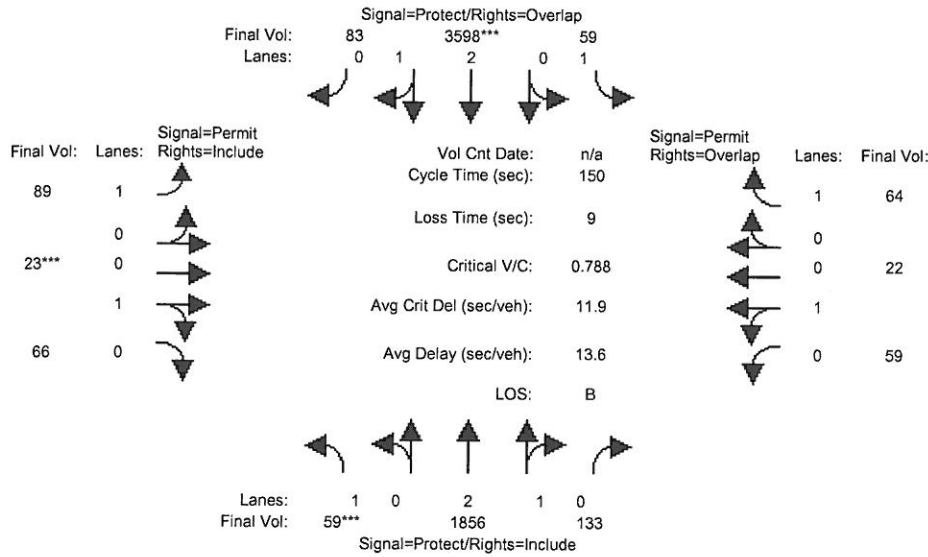 Signal=Protect/Rights=Overlap
Final Vol: 83 3598*** 59
Lanes: 0 1 2 0 1
Signal=Permit
Final Vol: Lanes: Rights=Include
89 1
0
23*** 0
1
66 0
Vol Cnt Date: n/a
Cycle Time (sec): 150
Loss Time (sec): 9
Critical V/C: 0.788
Avg Crit Del (sec/veh): 11.9
Avg Delay (sec/veh): 13.6
LOS: B
Signal=Permit
Rights=Overlap Lanes: Final Vol:
1 64
0
0 22
1
0 59
Lanes: 1 0 2 1 0
Final Vol: 59*** 1856 133
Signal=Protect/Rights=Include